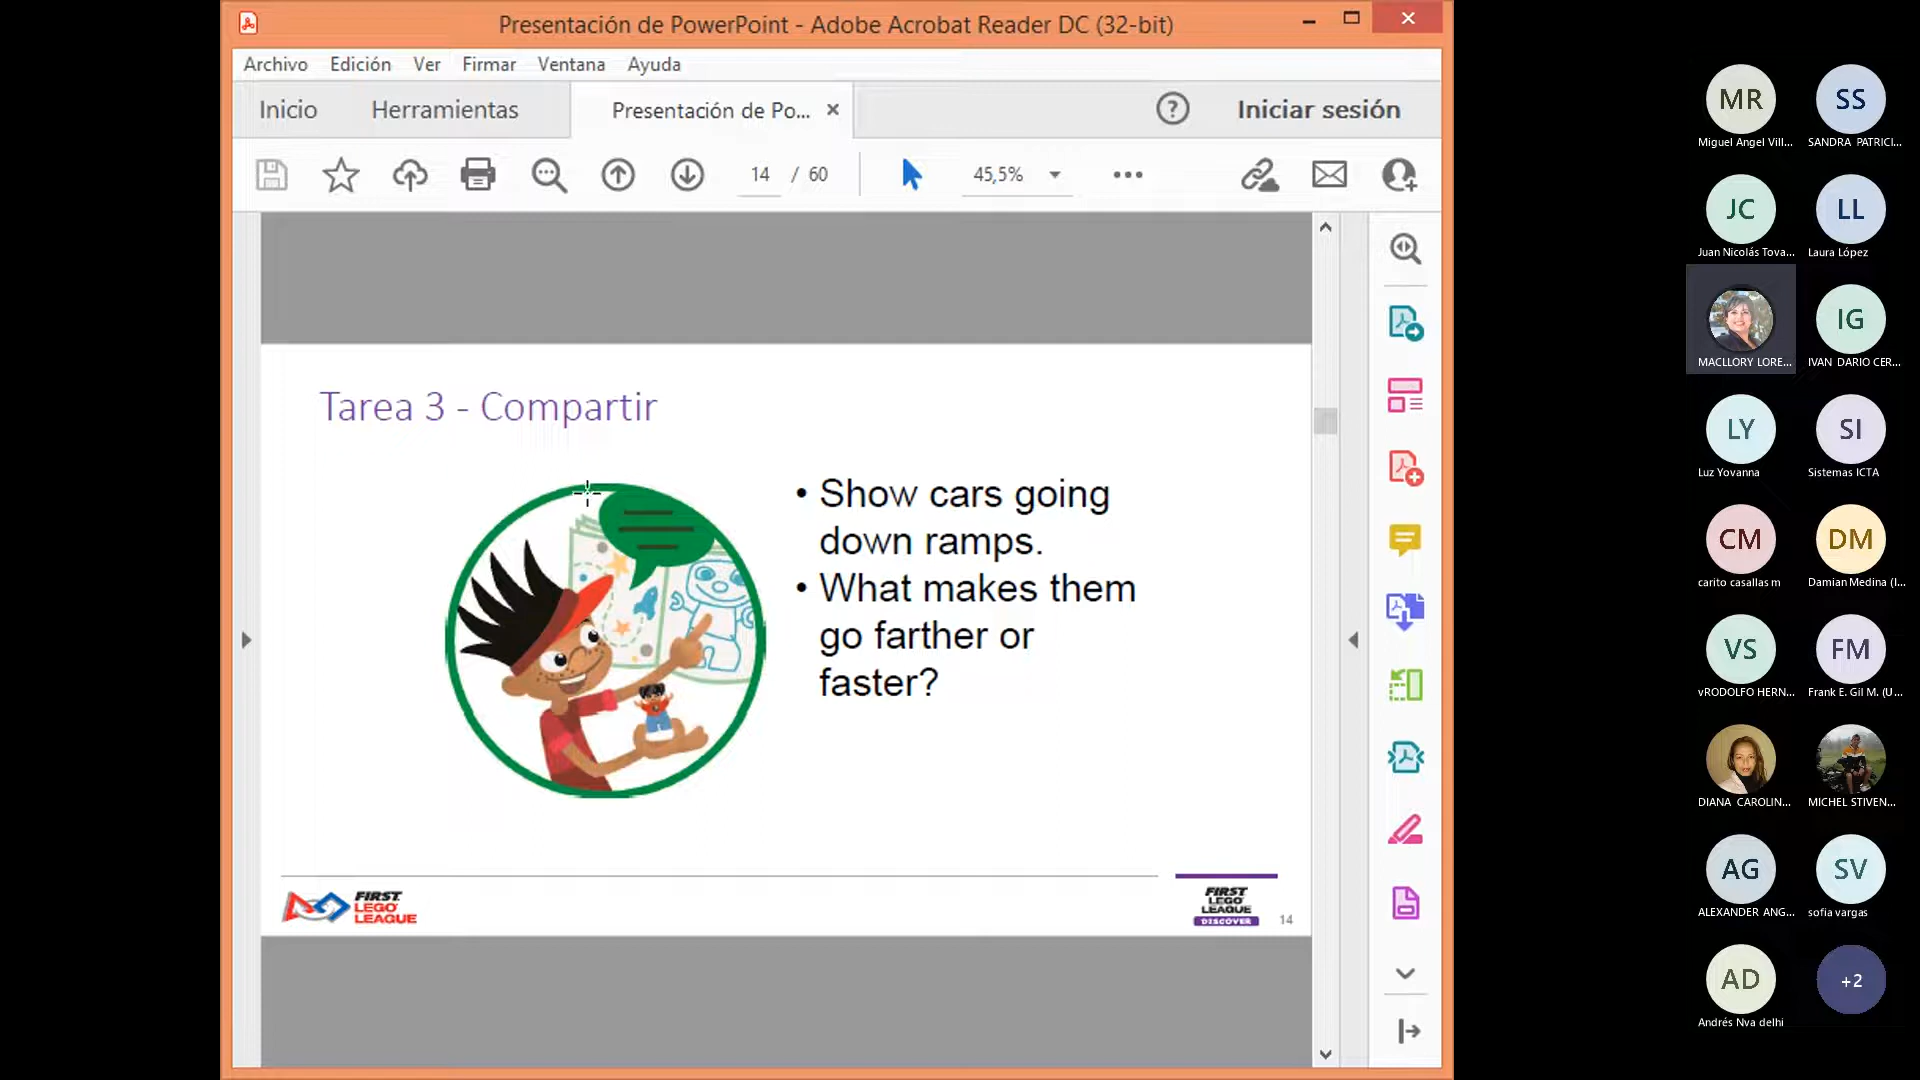 Presentación de PowerPoint - Adobe Acrobat Reader DC (32-bit)
Archivo Edición Ver Firmar Ventana Ayuda
Inicio Herramientas Presentación de Po... Iniciar sesión
14 / 60 45,5%
Tarea 3 - Compartir
• Show cars going
down ramps.
• What makes them
go farther or
faster?
FIRST
LEGO
LEAGUE
FIRST
LEGO
LEAGUE
DISCOVER
14
MR SS
Miguel Angel Vill... SANDRA PATRICI...
JC LL
Juan Nicolás Tova... Laura López
IG
MACLLORY LORE... IVAN DARIO CER...
LY SI
Luz Yovanna Sistemas ICTA
CM DM
carito casallas m Damian Medina (I...
VS FM
vRODOLFO HERN... Frank E. Gil M. (U...
DIANA CAROLIN... MICHEL STIVEN...
AG SV
ALEXANDER ANG... sofia vargas
AD +2
Andrés Nva delhi